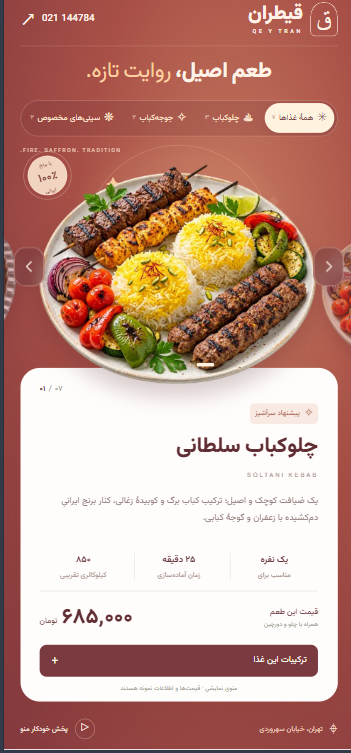 021 144784
قیطران
QEYTRAN
ق
طعم اصیل، روایت تازه.
همهٔ غذاها ۷
چلوکباب ۳
جوجه‌کباب ۲
سینی‌های مخصوص ۲
FIRE. SAFFRON. TRADITION.
۱۰۰٪
ایرانی
۰۱ / ۰۷
پیشنهاد سرآشپز
چلوکباب سلطانی
SOLTANI KEBAB
یک ضیافت کوچک و اصیل؛ ترکیب کباب برگ و کوبیدهٔ زغالی، کنار برنج ایرانیِ
دم‌کشیده با زعفران و گوجهٔ کبابی.
یک نفره
مناسب برای
۲۵ دقیقه
زمان آماده‌سازی
۸۵۰
کیلوکالری تقریبی
قیمت این طعم
همراه با چلو و دورچین
۶۸۵,۰۰۰ تومان
ترکیبات این غذا +
منوی نمایشی · قیمت‌ها و اطلاعات نمونه هستند
تهران، خیابان سهروردی
پخش خودکار منو